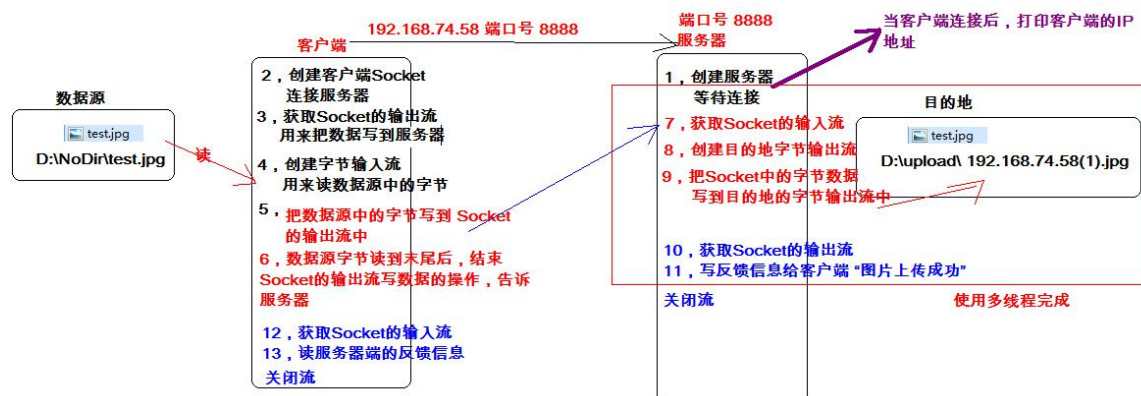 192.168.74.58 端口号 8888
端口号 8888
服务器
当客户端连接后，打印客户端的IP
地址
客户端
数据源
test.jpg
D:\NoDir\test.jpg
读
2，创建客户端Socket
连接服务器
3，获取Socket的输出流
用来把数据写到服务器
4，创建字节输入流
用来读数据源中的字节
5，
把数据源中的字节写到 Socket
的输出流中
6，数据源字节读到末尾后，结束
Socket的输出流写数据的操作，告诉
服务器
12，获取Socket的输入流
13，读服务器端的反馈信息
关闭流
1，创建服务器
等待连接
7，获取Socket的输入流
8，创建目的地字节输出流
9，把Socket中的字节数据
写到目的地的字节输出流中
10，获取Socket的输出流
11，写反馈信息给客户端 “图片上传成功”
关闭流
使用多线程完成
目的地
test.jpg
D:\upload\ 192.168.74.58(1).jpg